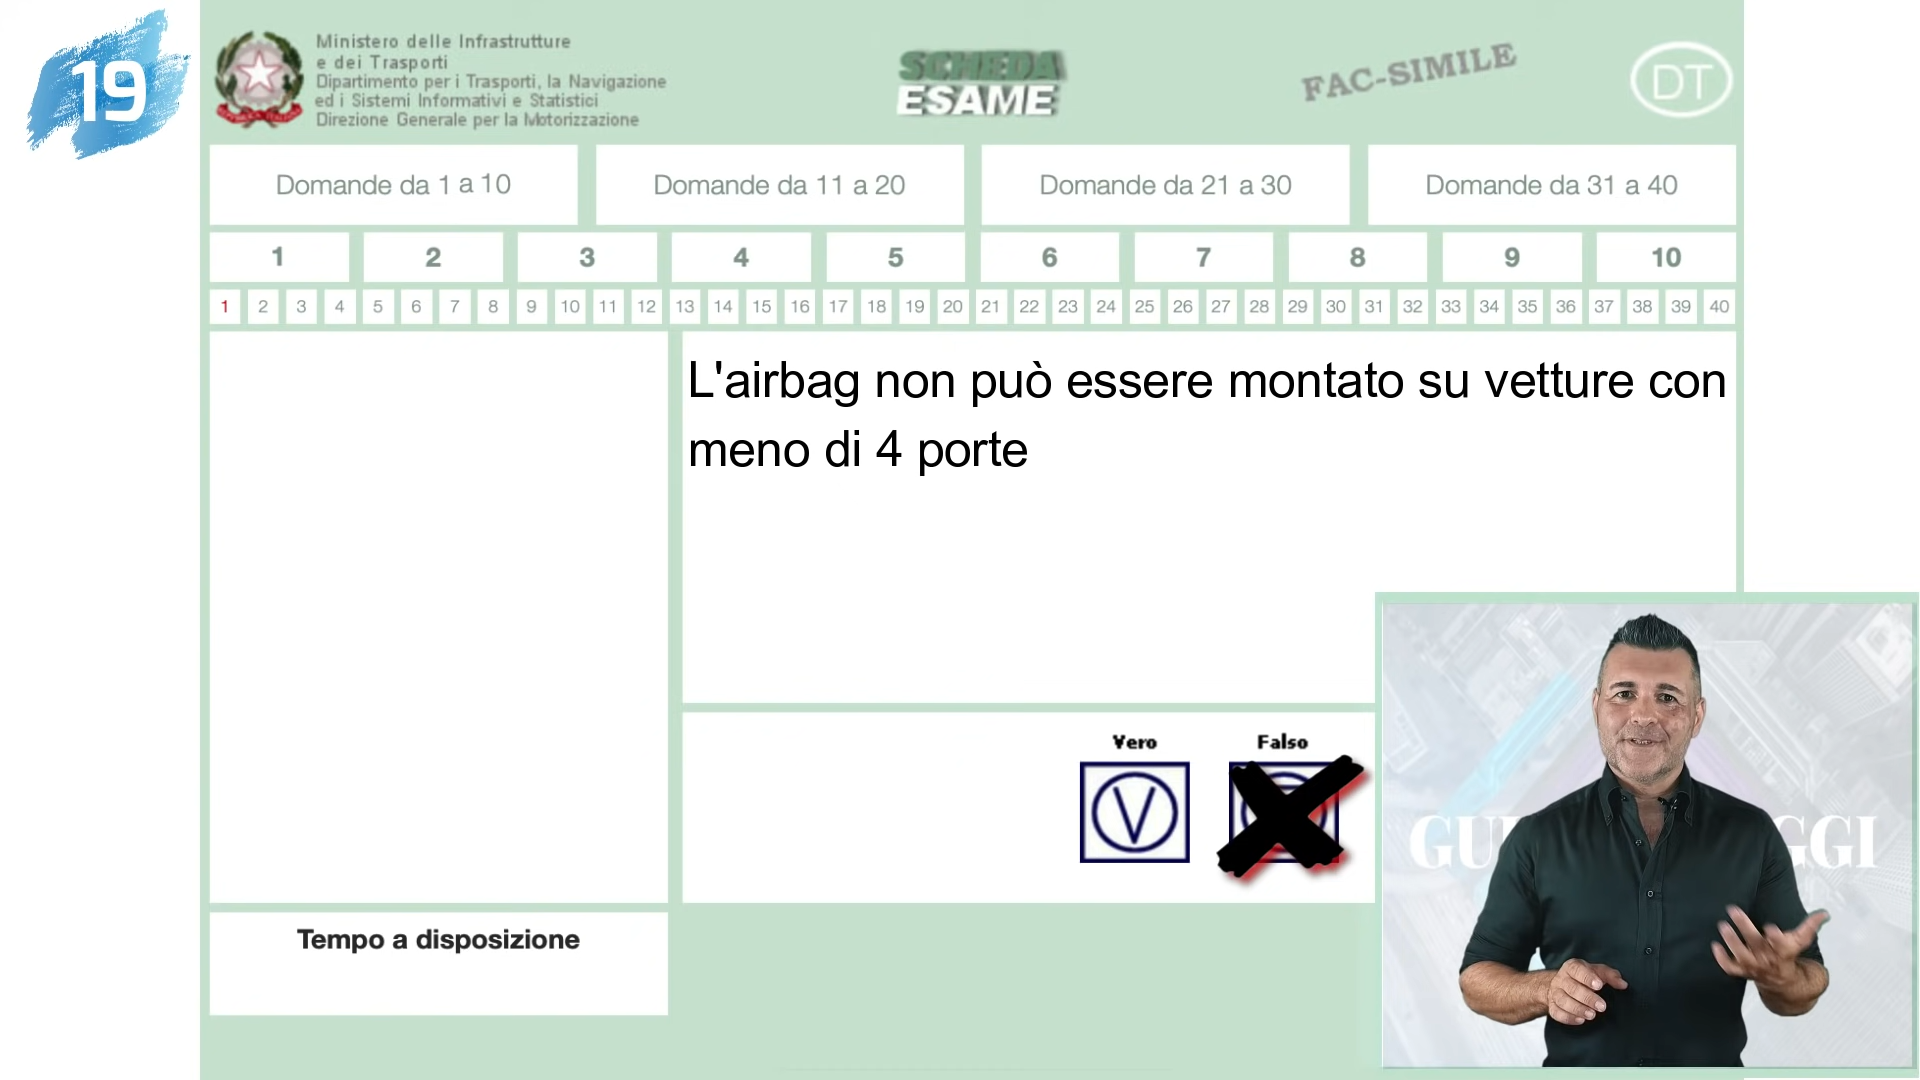 19
Ministero delle Infrastrutture
e dei Trasporti
Dipartimento per i Trasporti, la Navigazione
ed i Sistemi Informativi e Statistici
Direzione Generale per la Motorizzazione
SCHEDA
ESAME
FAC-SIMILE
DT
Domande da 1 a 10
Domande da 11 a 20
Domande da 21 a 30
Domande da 31 a 40
1 2 3 4 5 6 7 8 9 10
1 2 3 4 5 6 7 8 9 10 11 12 13 14 15 16 17 18 19 20 21 22 23 24 25 26 27 28 29 30 31 32 33 34 35 36 37 38 39 40
L'airbag non può essere montato su vetture con
meno di 4 porte
Vero
Falso
V
Tempo a disposizione